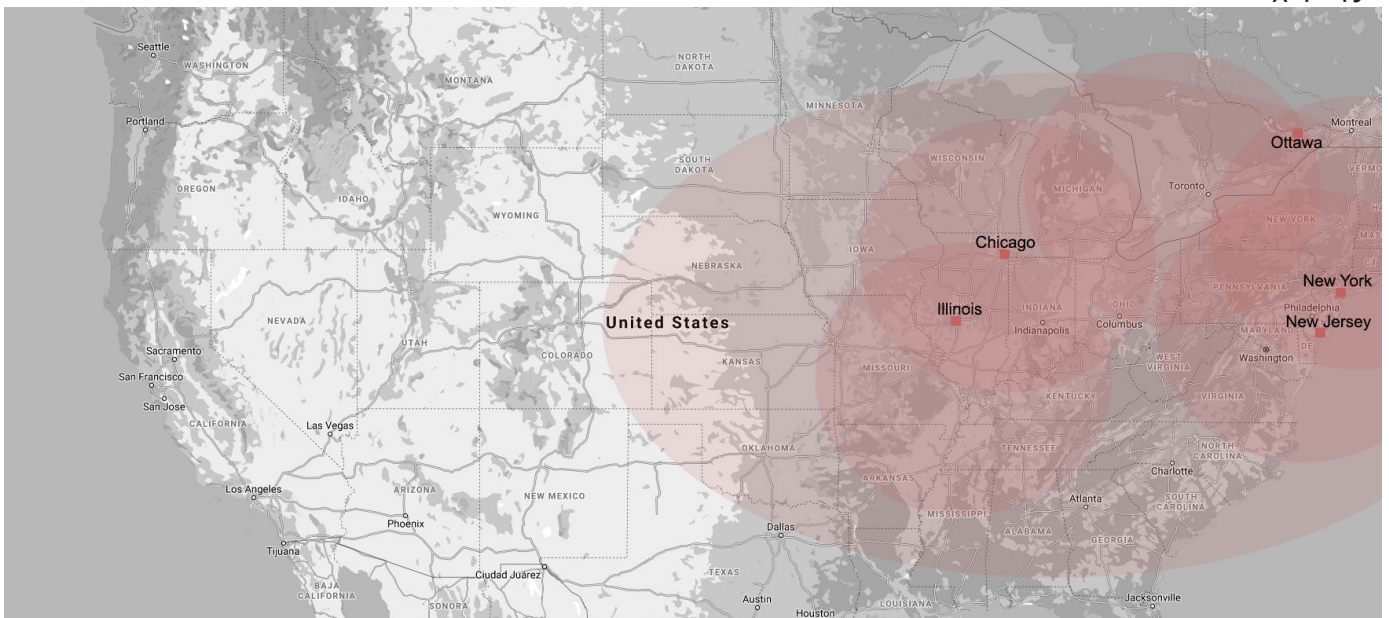 Seattle
WASHINGTON
MONTANA
NORTH
DAKOTA
MINNESOTA
Portland
Montreal
Ottawa
VERMO
SOUTH
DAKOTA
WISCONSIN
OREGON
IDAHO
MICHIGAN
Toronto
WYOMING
NEW YORK
MAS
Chicago
IOWA
CT
NEBRASKA
PENNSYLVANIA
New York
Illinois
INDIANA
OHIO
Philadelphia
NEVADA
United States
Indianapolis
Columbus
New Jersey
MARYLAND
DE
UTAH
Sacramento
COLORADO
KANSAS
MISSOURI
WEST
VIRGINIA
Washington
San Francisco
San Jose
KENTUCKY
VIRGINIA
CALIFORNIA
Las Vegas
OKLAHOMA
TENNESSEE
NORTH
CAROLINA
Charlotte
Los Angeles
ARIZONA
NEW MEXICO
ARKANSAS
Atlanta
SOUTH
CAROLINA
Phoenix
MISSISSIPPI
Dallas
ALABAMA
GEORGIA
Tijuana
Ciudad Juárez
TEXAS
BAJA
CALIFORNIA
SONORA
Austin
Houston
LOUISIANA
Jacksonville